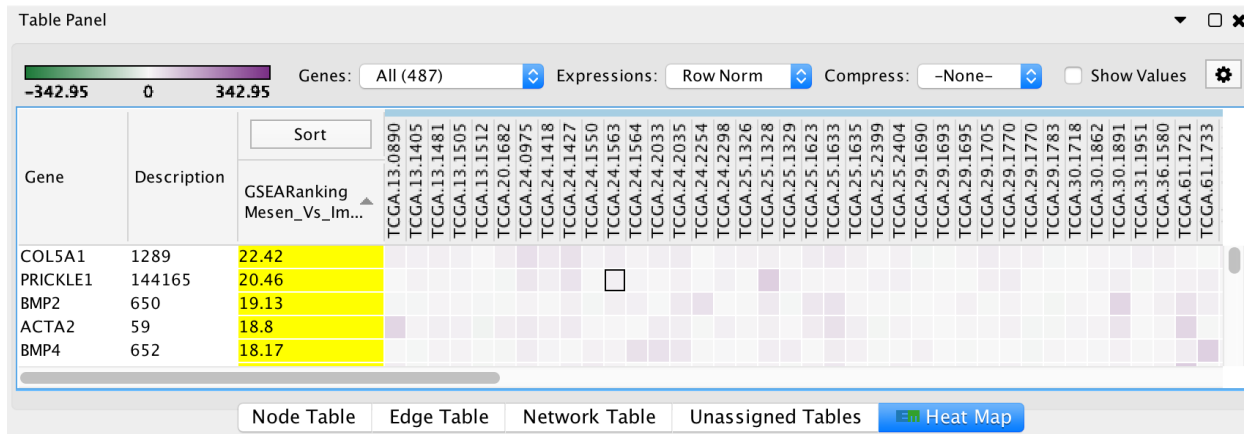 Table Panel
Genes: All (487) Expressions: Row Norm Compress: -None- Show Values
-342.95 0 342.95
Sort
Gene Description GSEARanking
Mesen_Vs_Im...
TCGA.13.0890
TCGA.13.1405
TCGA.13.1481
TCGA.13.1505
TCGA.13.1512
TCGA.20.1682
TCGA.24.0975
TCGA.24.1418
TCGA.24.1427
TCGA.24.1550
TCGA.24.1563
TCGA.24.1564
TCGA.24.2033
TCGA.24.2035
TCGA.24.2254
TCGA.24.2298
TCGA.25.1326
TCGA.25.1328
TCGA.25.1329
TCGA.25.1623
TCGA.25.1633
TCGA.25.1635
TCGA.25.2399
TCGA.25.2404
TCGA.29.1690
TCGA.29.1693
TCGA.29.1695
TCGA.29.1705
TCGA.29.1770
TCGA.29.1770
TCGA.29.1783
TCGA.30.1718
TCGA.30.1862
TCGA.30.1891
TCGA.31.1951
TCGA.36.1580
TCGA.61.1721
TCGA.61.1733
COL5A1 1289 22.42
PRICKLE1 144165 20.46
BMP2 650 19.13
ACTA2 59 18.8
BMP4 652 18.17
Node Table Edge Table Network Table Unassigned Tables Heat Map